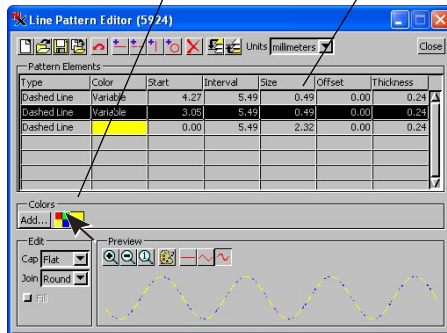 Line Pattern Editor (5924)
Units millimeters Close
Pattern Elements
Type Color Start Interval Size Offset Thickness
Dashed Line Variable 4.27 5.49 0.49 0.00 0.24
Dashed Line Variable 3.05 5.49 0.49 0.00 0.24
Dashed Line 0.00 5.49 2.32 0.00 0.24
Colors
Add...
Edit Preview
Cap Flat
Join Round
Fill